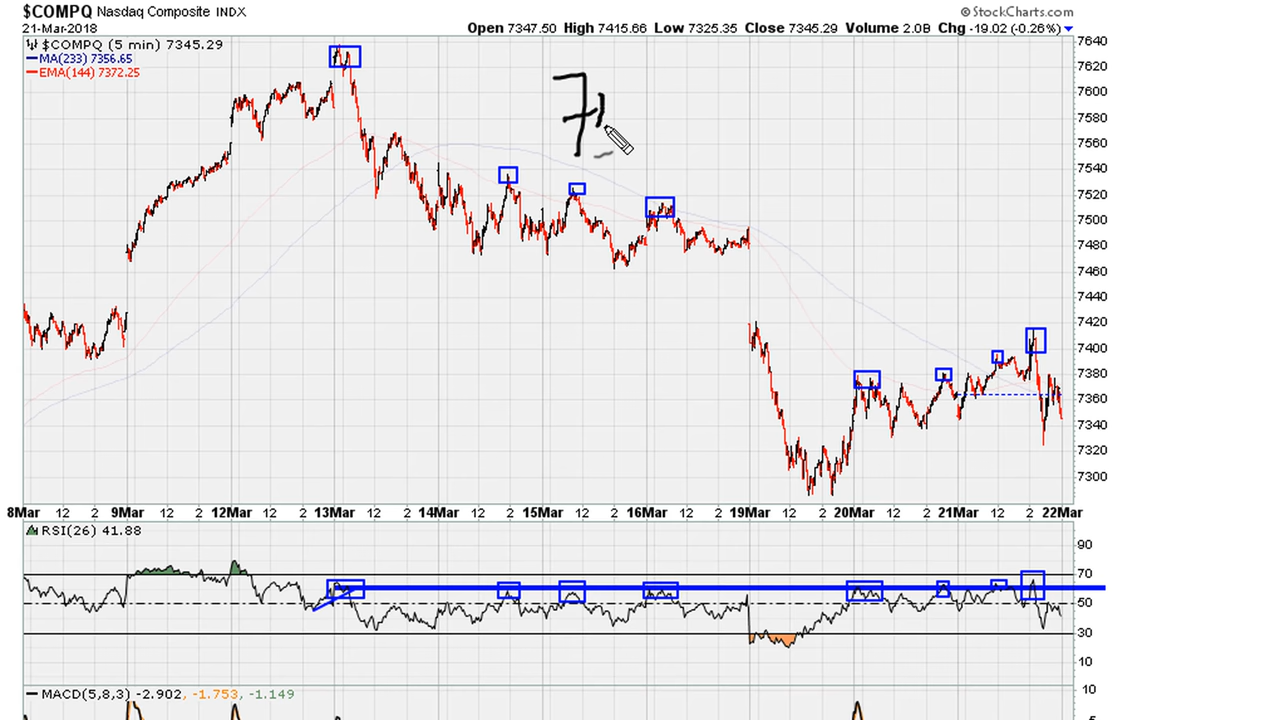 $COMPQ Nasdaq Composite INDX
© StockCharts.com
21-Mar-2018
Open 7347.50 High 7415.66 Low 7325.35 Close 7345.29 Volume 2.0B Chg -19.02 (-0.26%)
$COMPQ (5 min) 7345.29
MA(233) 7356.65
EMA(144) 7372.25
7640
7620
7600
7580
7560
7540
7520
7500
7480
7460
7440
7420
7400
7380
7360
7340
7320
7300
8Mar 12 2 9Mar 12 2 12Mar 12 2 13Mar 12 2 14Mar 12 2 15Mar 12 2 16Mar 12 2 19Mar 12 2 20Mar 12 2 21Mar 12 2 22Mar
RSI(26) 41.88
90
70
50
30
10
MACD(5,8,3) -2.902, -1.753, -1.149
10